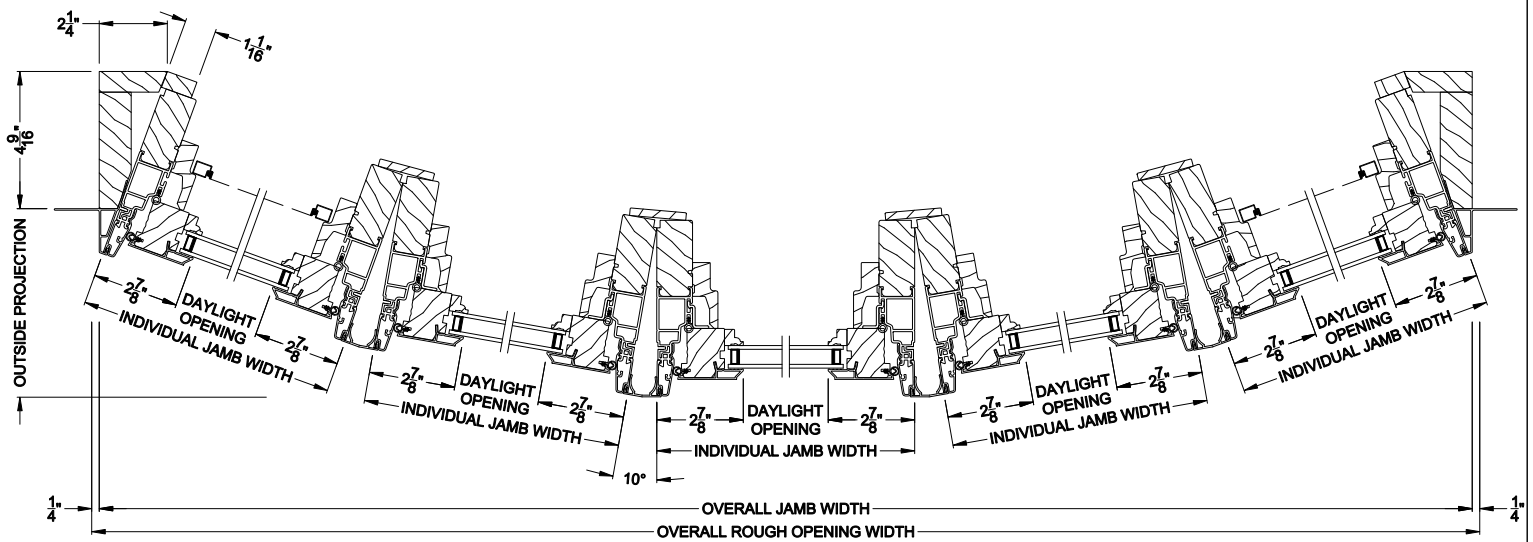 2 1/4"
1 1/16"
4 9/16
OUTSIDE PROJECTION
2 7/8"
DAYLIGHT
OPENING
2 7/8"
INDIVIDUAL JAMB WIDTH
2 7/8"
DAYLIGHT
OPENING
2 7/8"
INDIVIDUAL JAMB WIDTH
10°
2 7/8"
DAYLIGHT
OPENING
2 7/8"
INDIVIDUAL JAMB WIDTH
2 7/8"
DAYLIGHT
OPENING
2 7/8"
INDIVIDUAL JAMB WIDTH
2 7/8"
DAYLIGHT
OPENING
2 7/8"
INDIVIDUAL JAMB WIDTH
1/4"
OVERALL JAMB WIDTH
1/4"
OVERALL ROUGH OPENING WIDTH